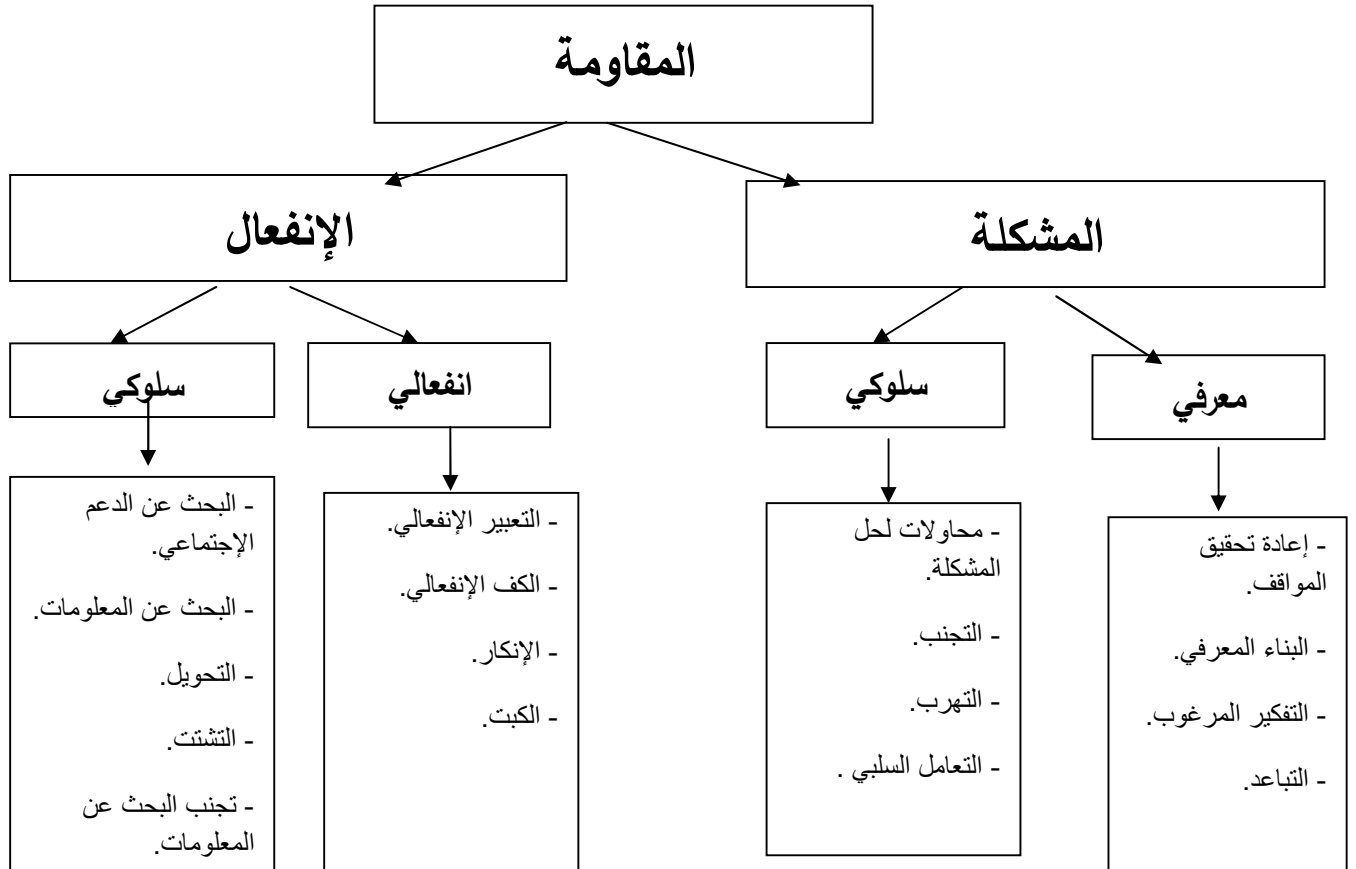 المقاومة
المشكلة
الإنفعال
معرفي
سلوكي
انفعالي
سلوكي
- إعادة تحقيق
المواقف.
- البناء المعرفي.
- التفكير المرغوب.
- التباعد.
- محاولات لحل
المشكلة.
- التجنب.
- التهرب.
- التعامل السلبي .
- التعبير الإنفعالي.
- الكف الإنفعالي.
- الإنكار.
- الكبت.
- البحث عن الدعم
الإجتماعي.
- البحث عن المعلومات.
- التحويل.
- التشتت.
- تجنب البحث عن
المعلومات.